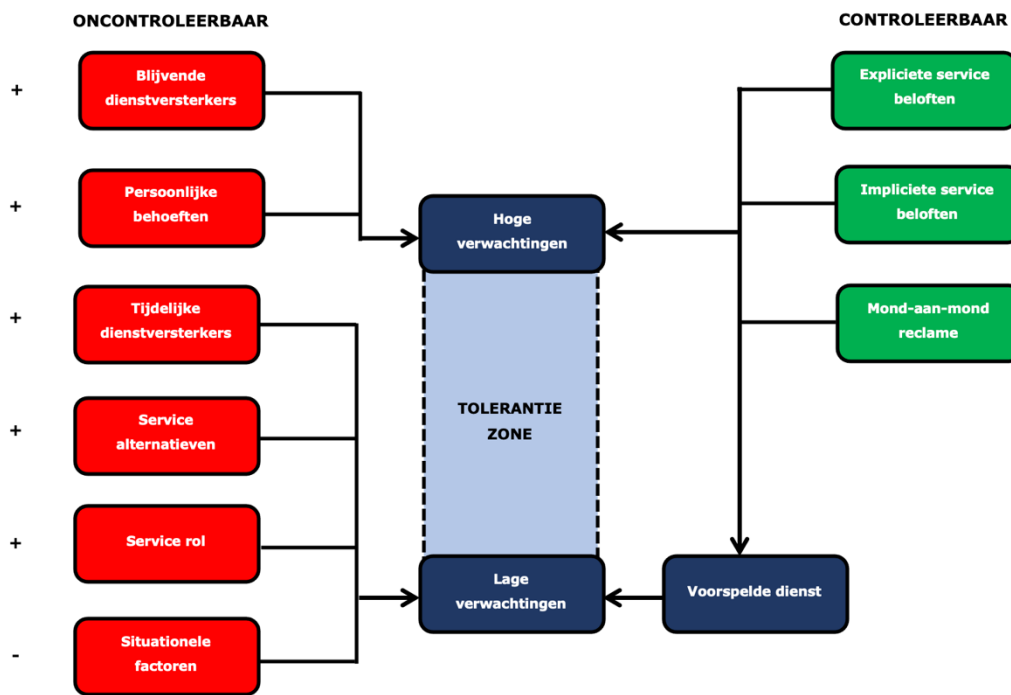 ONCONTROLEERBAAR
CONTROLEERBAAR
+
Blijvende
dienstversterkers
Expliciete service
beloften
+
Persoonlijke
behoeften
Hoge
verwachtingen
Impliciete service
beloften
+
Tijdelijke
dienstversterkers
Mond-aan-mond
reclame
+
Service
alternatieven
TOLERANTIE
ZONE
+
Service rol
Lage
verwachtingen
Voorspelde dienst
-
Situationele
factoren